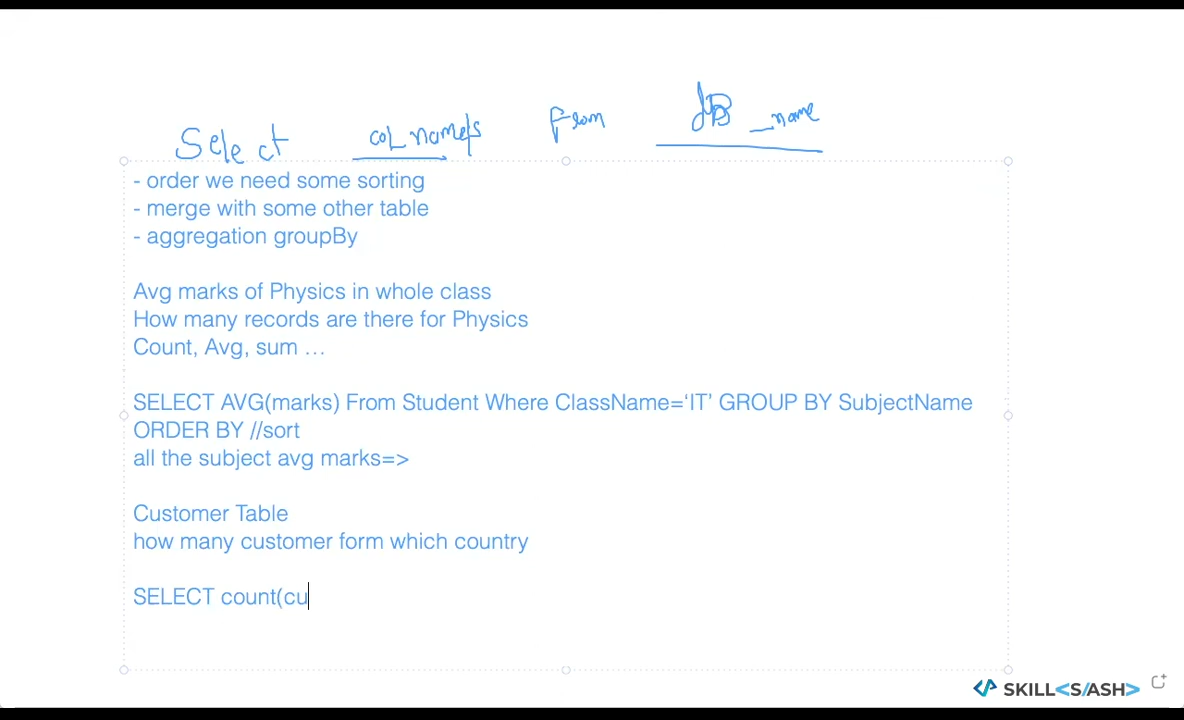 Select col_name/s from DB_name
- order we need some sorting
- merge with some other table
- aggregation groupBy
Avg marks of Physics in whole class
How many records are there for Physics
Count, Avg, sum …
SELECT AVG(marks) From Student Where ClassName=‘IT’ GROUP BY SubjectName
ORDER BY //sort
all the subject avg marks=>
Customer Table
how many customer form which country
SELECT count(cu
SKILL<S/ASH>